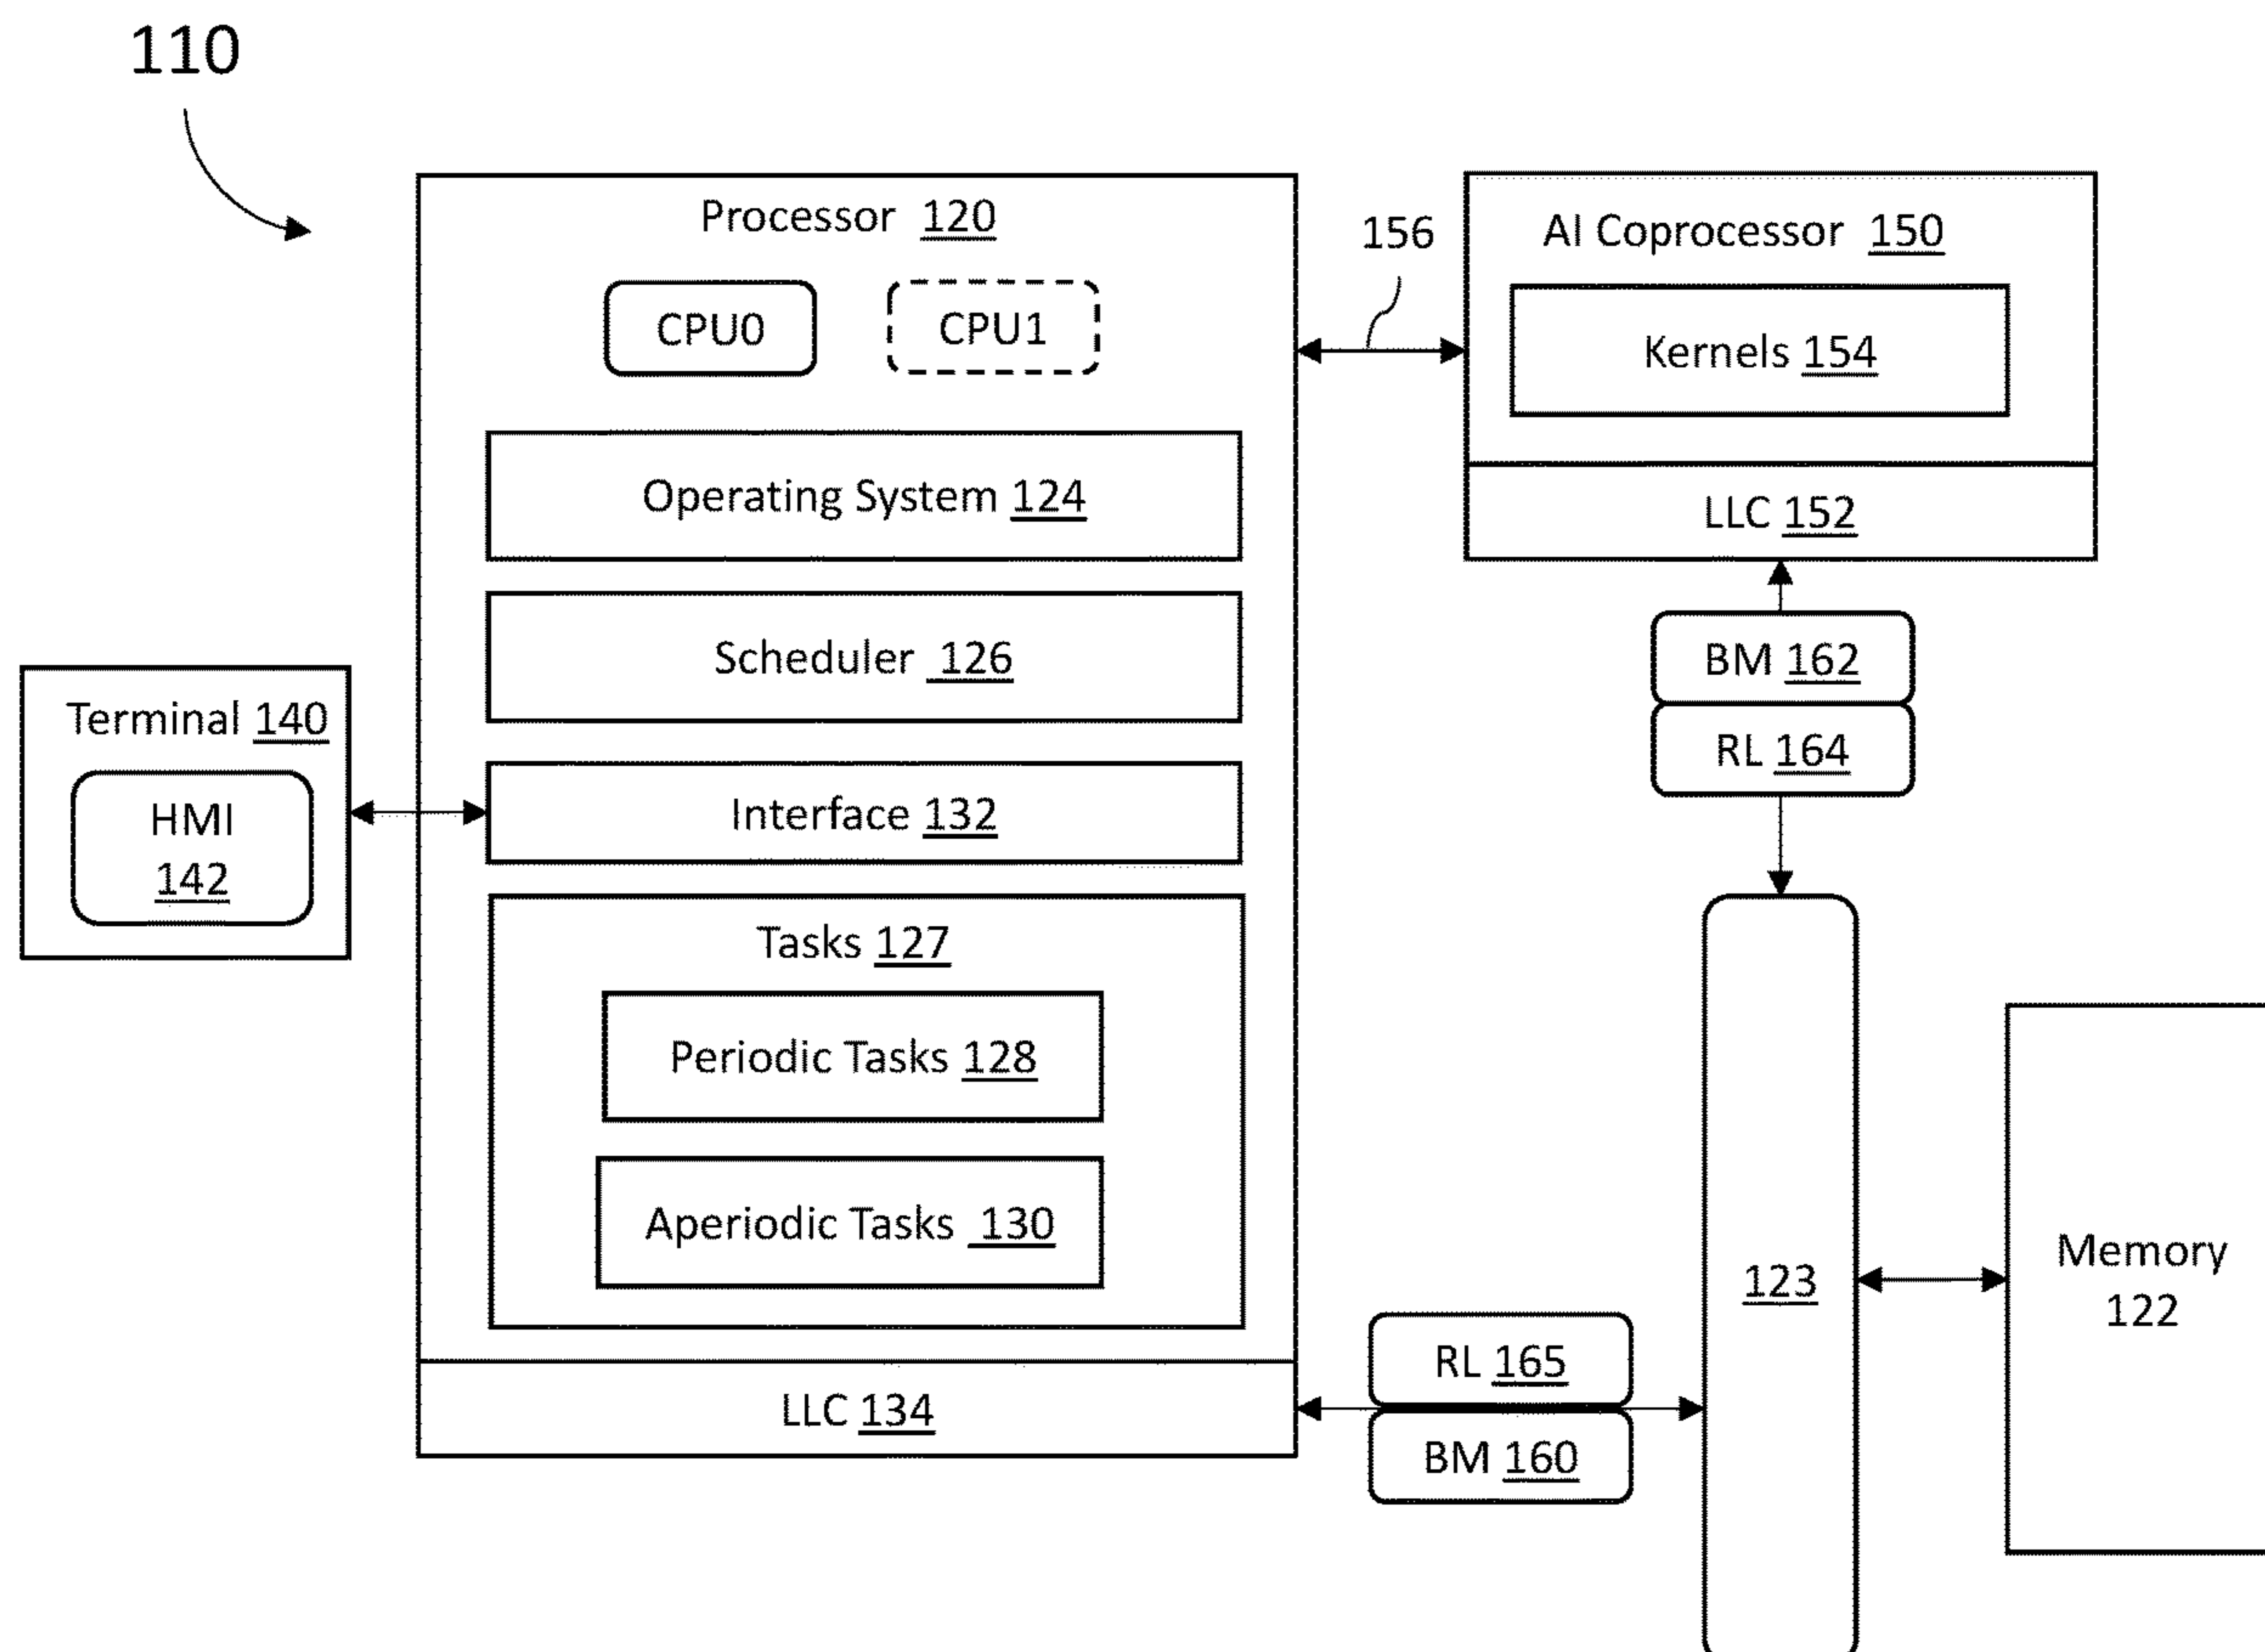 110
Processor 120
CPU0
CPU1
Operating System 124
Scheduler 126
Interface 132
Tasks 127
Periodic Tasks 128
Aperiodic Tasks 130
LLC 134
Terminal 140
HMI
142
156
AI Coprocessor 150
Kernels 154
LLC 152
BM 162
RL 164
RL 165
BM 160
123
Memory
122